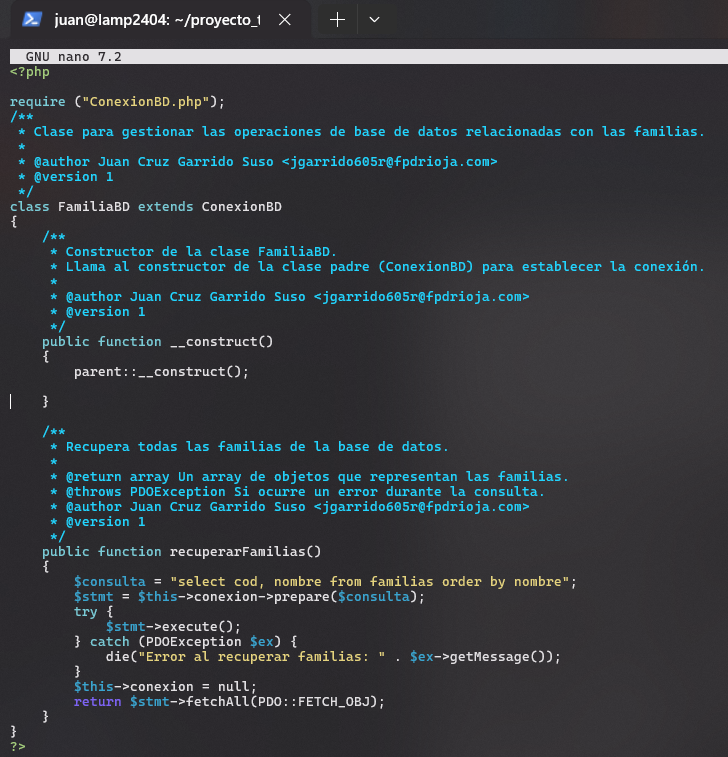 juan@lamp2404: ~/proyecto_t
GNU nano 7.2
<?php

require ("ConexionBD.php");
/**
 * Clase para gestionar las operaciones de base de datos relacionadas con las familias.
 *
 * @author Juan Cruz Garrido Suso <jgarrido605r@fpdrioja.com>
 * @version 1
 */
class FamiliaBD extends ConexionBD
{
    /**
     * Constructor de la clase FamiliaBD.
     * Llama al constructor de la clase padre (ConexionBD) para establecer la conexión.
     *
     * @author Juan Cruz Garrido Suso <jgarrido605r@fpdrioja.com>
     * @version 1
     */
    public function __construct()
    {
        parent::__construct();

    }

    /**
     * Recupera todas las familias de la base de datos.
     *
     * @return array Un array de objetos que representan las familias.
     * @throws PDOException Si ocurre un error durante la consulta.
     * @author Juan Cruz Garrido Suso <jgarrido605r@fpdrioja.com>
     * @version 1
     */
    public function recuperarFamilias()
    {
        $consulta = "select cod, nombre from familias order by nombre";
        $stmt = $this->conexion->prepare($consulta);
        try {
            $stmt->execute();
        } catch (PDOException $ex) {
            die("Error al recuperar familias: " . $ex->getMessage());
        }
        $this->conexion = null;
        return $stmt->fetchAll(PDO::FETCH_OBJ);
    }
}
?>